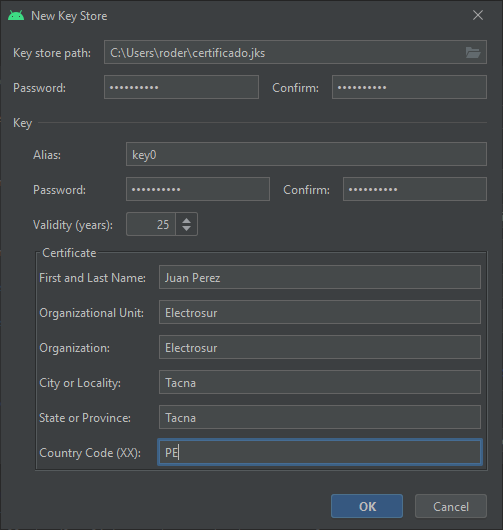 New Key Store
Key store path: C:\Users\roder\certificado.jks
Password: •••••••••• Confirm: ••••••••••
Key
Alias: key0
Password: •••••••••• Confirm: ••••••••••
Validity (years): 25
Certificate
First and Last Name: Juan Perez
Organizational Unit: Electrosur
Organization: Electrosur
City or Locality: Tacna
State or Province: Tacna
Country Code (XX): PE
OK Cancel